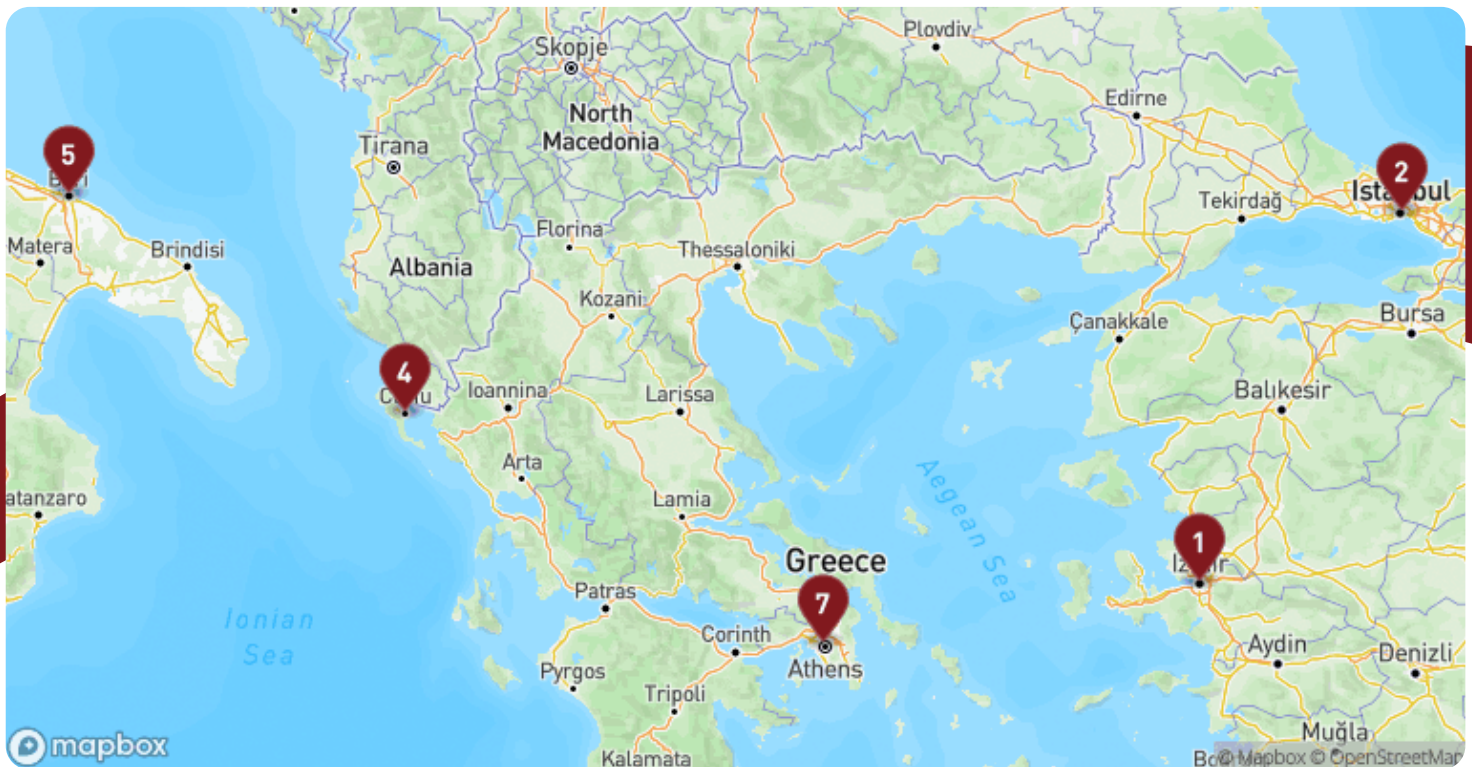 Plovdiv
Skopje
Edirne
North
Macedonia
Tirana
5
2
Istanbul
Tekirdağ
Matera
Brindisi
Florina
Thessaloniki
Albania
Kozani
Çanakkale
Bursa
4
Ioannina
Larissa
Balıkesir
Arta
Aegean Sea
atanzaro
Lamia
1
Greece
7
Patras
Ionian
Sea
Corinth
Aydin
Denizli
Athens
Pyrgos
Tripoli
Muğla
mapbox
Kalamata
© Mapbox © OpenStreetMap